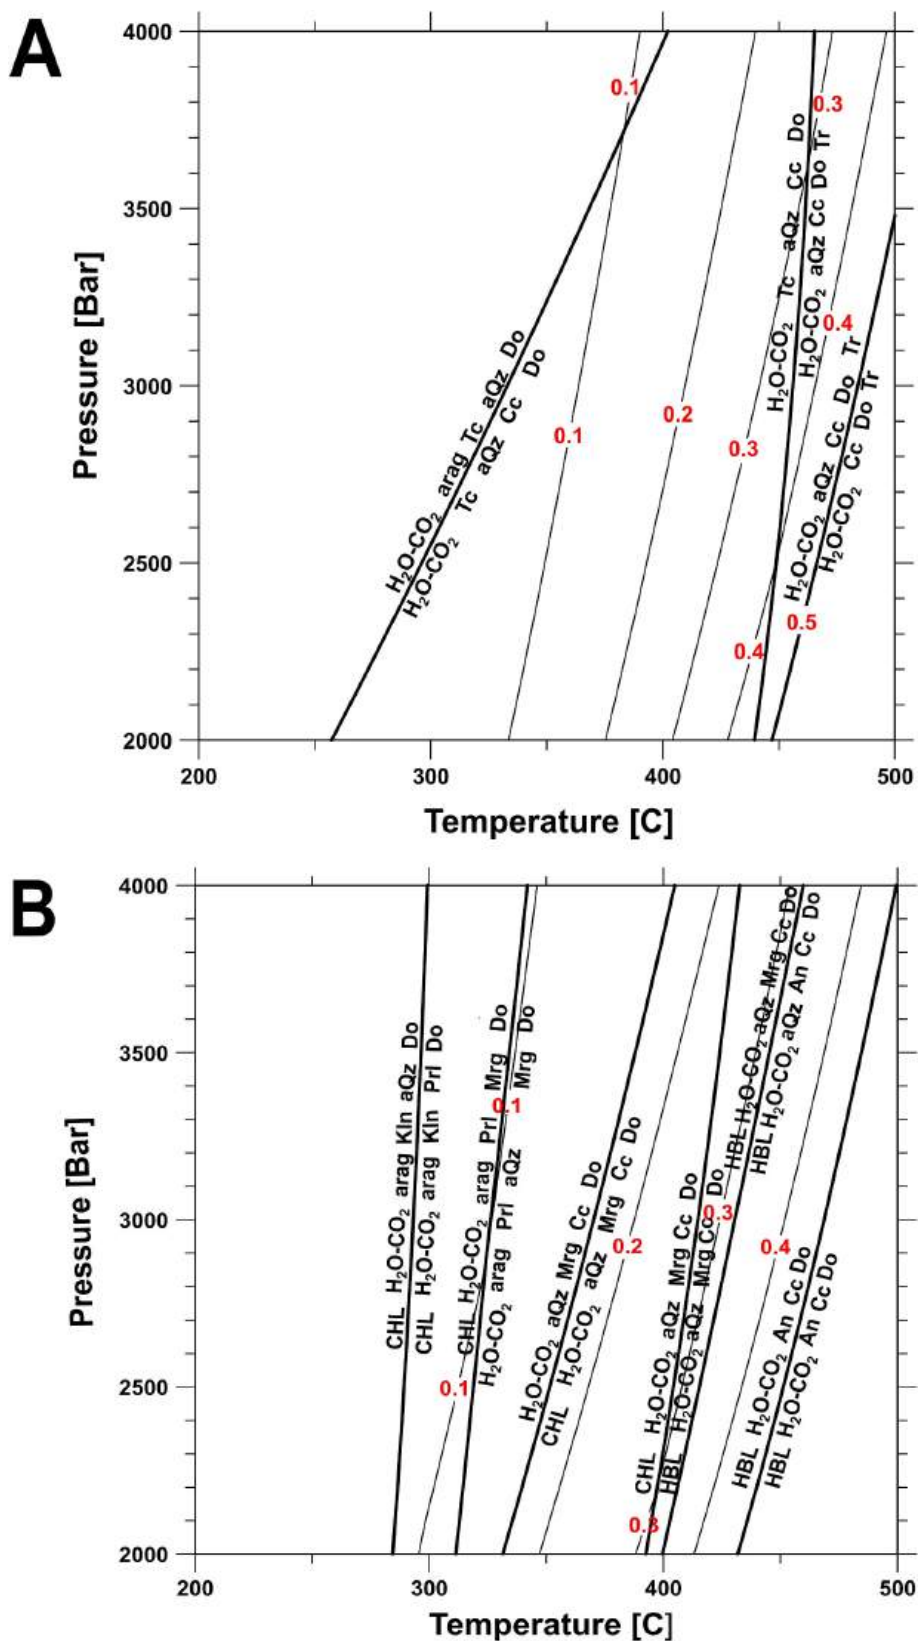 A
4000
3500
3000
2500
2000
Pressure [Bar]
200
300
400
500
Temperature [C]
0.1
0.3
0.4
0.2
0.1
0.3
0.5
0.4
H₂O-CO₂ arag Tc aQz Do
H₂O-CO₂ Tc aQz Cc Do
H₂O-CO₂ Tc aQz Cc Do
H₂O-CO₂ aQz Cc Do Tr
H₂O-CO₂ aQz Cc Do Tr
H₂O-CO₂ Cc Do Tr
B
4000
3500
3000
2500
2000
Pressure [Bar]
200
300
400
500
Temperature [C]
0.1
0.3
0.2
0.4
0.1
0.3
CHL H₂O-CO₂ arag Kln aQz Do
CHL H₂O-CO₂ arag Kln Prl Do
CHL H₂O-CO₂ arag Prl Mrg Do
H₂O-CO₂ arag Prl aQz Mrg Do
H₂O-CO₂ aQz Mrg Cc Do
CHL H₂O-CO₂ aQz Mrg Cc Do
CHL H₂O-CO₂ aQz Mrg Cc Do
HBL H₂O-CO₂ aQz Mrg Cc Do
HBL H₂O-CO₂ aQz Mrg Cc Do
HBL H₂O-CO₂ aQz An Cc Do
HBL H₂O-CO₂ An Cc Do
HBL H₂O-CO₂ An Cc Do